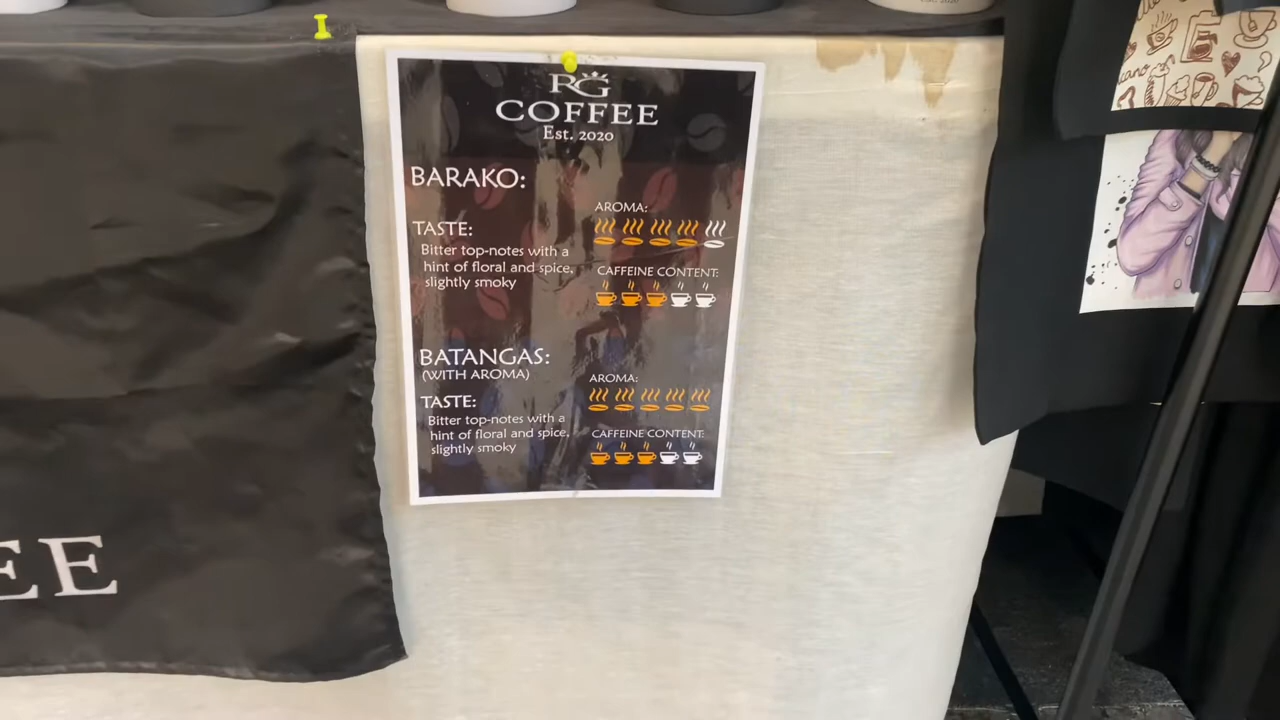 RG
COFFEE
Est. 2020
BARAKO:
AROMA:
TASTE:
Bitter top-notes with a
hint of floral and spice,
slightly smoky
CAFFEINE CONTENT:
BATANGAS:
(WITH AROMA)
AROMA:
TASTE:
Bitter top-notes with a
hint of floral and spice,
slightly smoky
CAFFEINE CONTENT:
EE